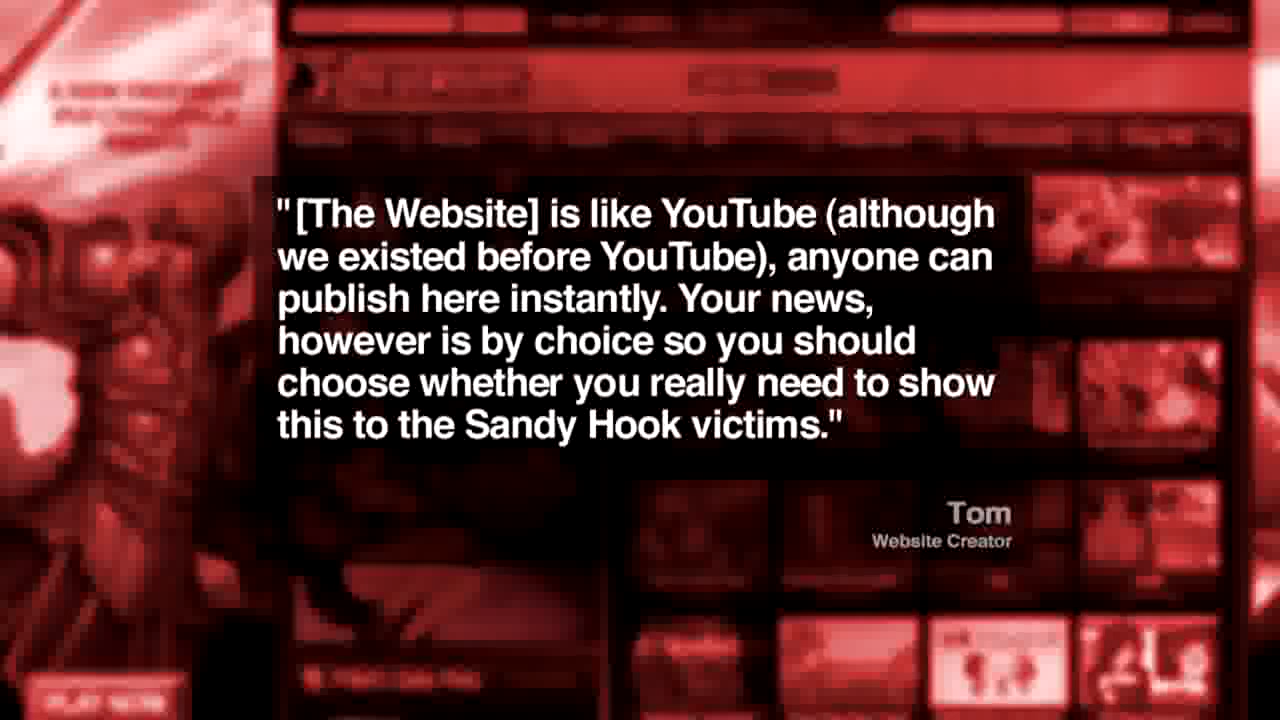 "[The Website] is like YouTube (although
we existed before YouTube), anyone can
publish here instantly. Your news,
however is by choice so you should
choose whether you really need to show
this to the Sandy Hook victims."
Tom
Website Creator
PLAY NOW